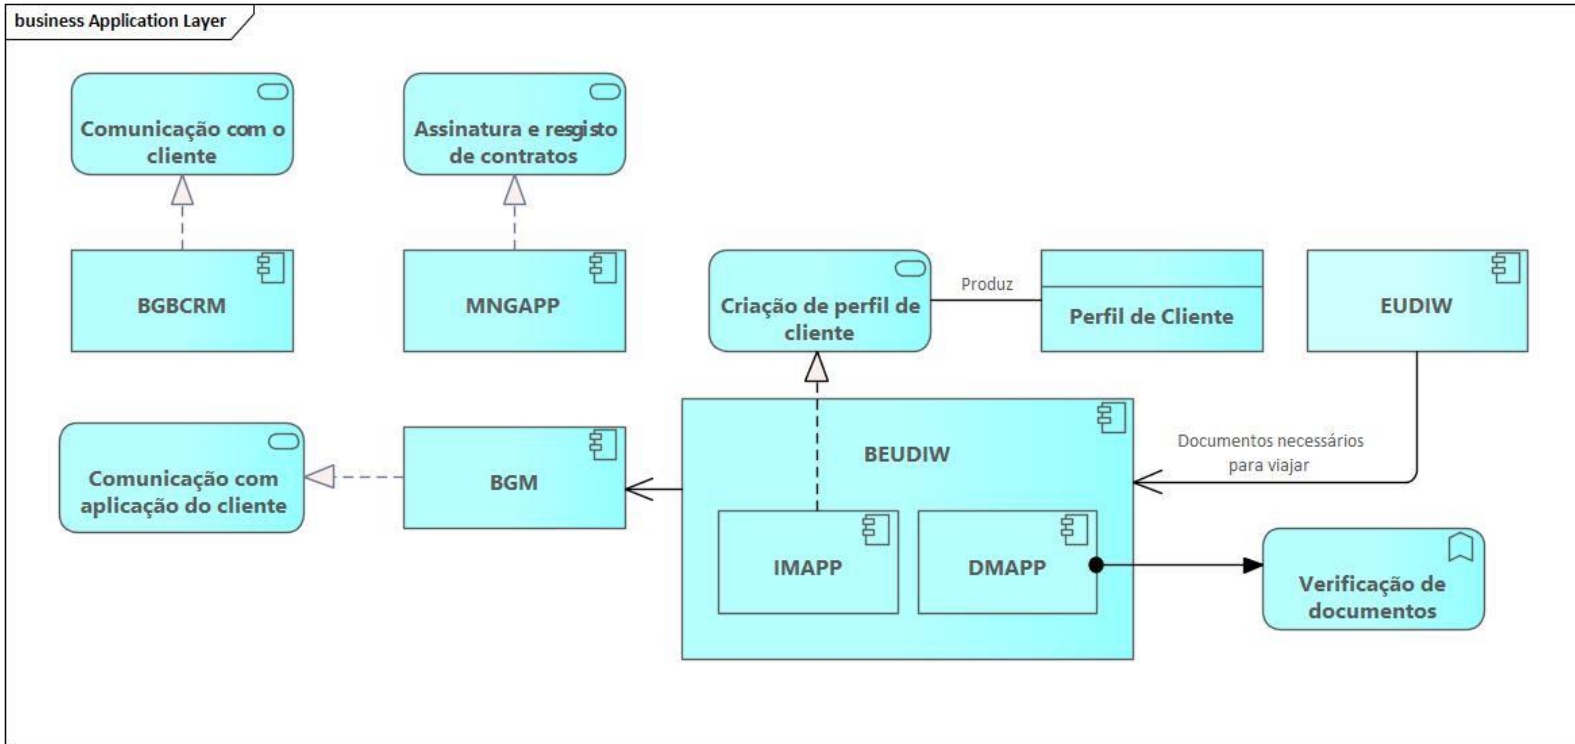 business Application Layer
Comunicação com o
cliente
Assinatura e resgisto
de contratos
BGBCRM
MNGAPP
Criação de perfil de
cliente
Produz
Perfil de Cliente
EUDIW
Comunicação com
aplicação do cliente
BGM
BEUDIW
Documentos necessários
para viajar
IMAPP
DMAPP
Verificação de
documentos